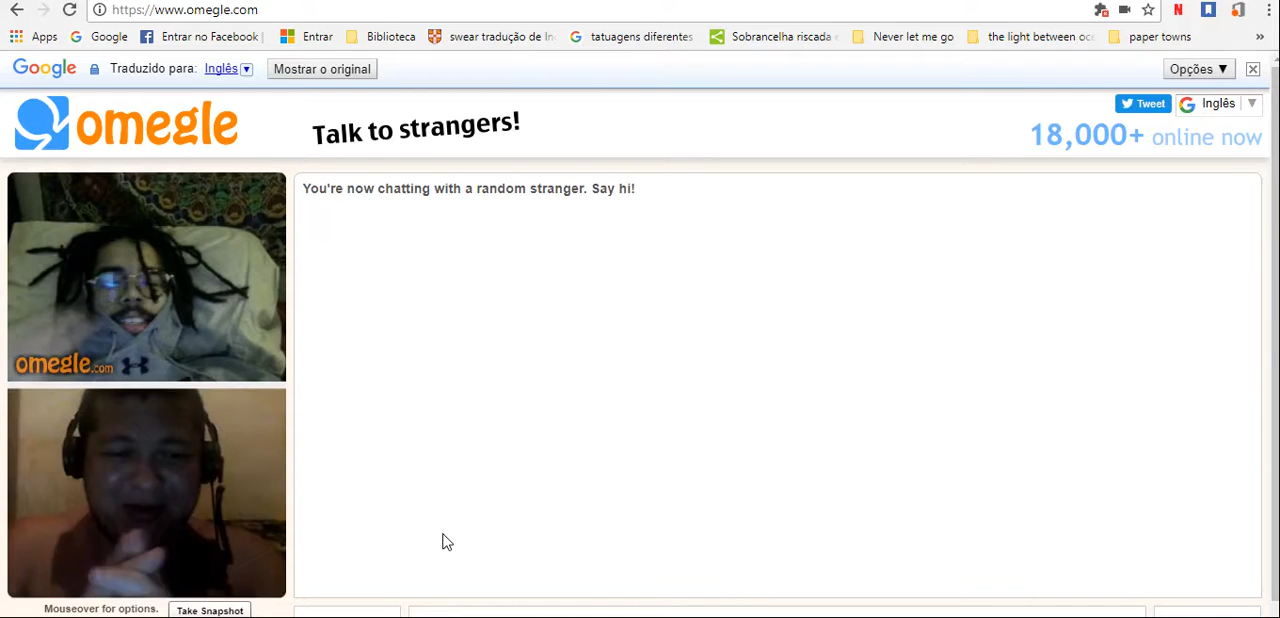 https://www.omegle.com
Apps Google Entrar no Facebook | Entrar Biblioteca swear tradução de In tatuagens diferentes Sobrancelha riscada Never let me go the light between oce paper towns »
Google Traduzido para: Inglês ▼ Mostrar o original Opções ▼
omegle Talk to strangers! Tweet G Inglês ▼
18,000+ online now
You're now chatting with a random stranger. Say hi!
omegle.com
Mouseover for options. Take Snapshot